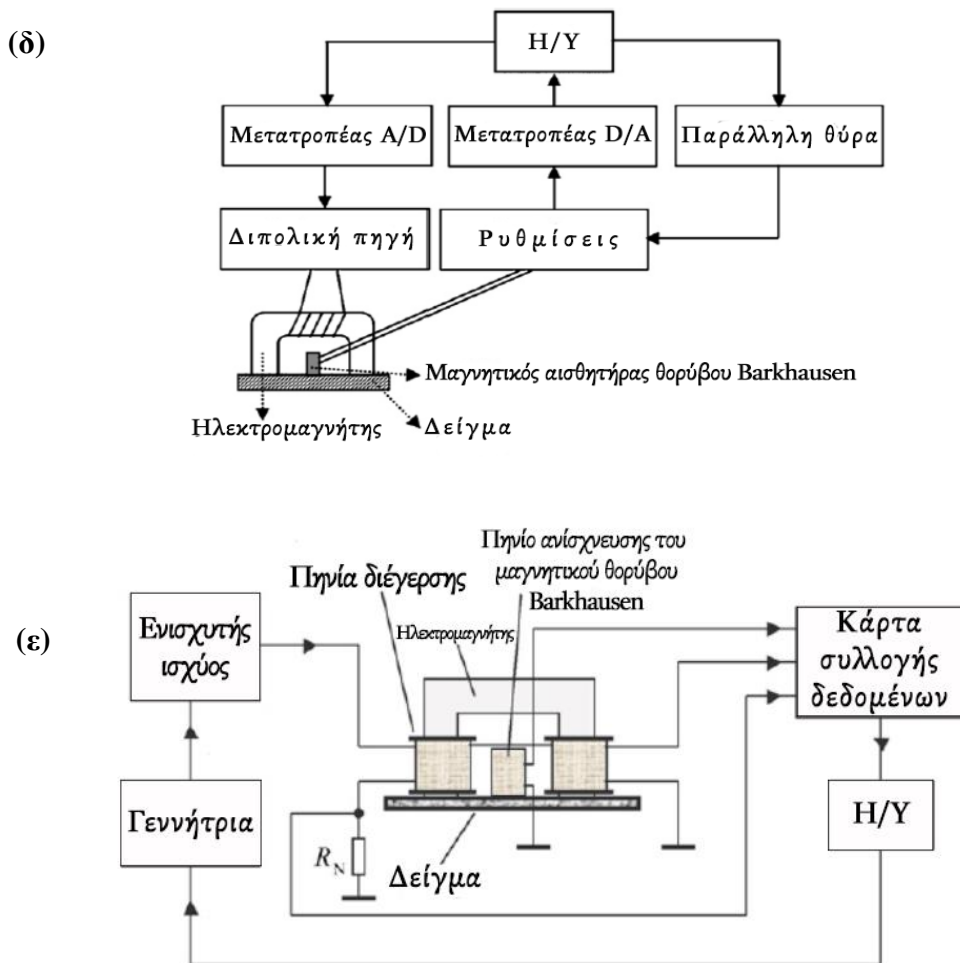 (δ)
Η/Υ
Μετατροπέας A/D
Μετατροπέας D/A
Παράλληλη θύρα
Διπολική πηγή
Ρυθμίσεις
Μαγνητικός αισθητήρας θορύβου Barkhausen
Ηλεκτρομαγνήτης
Δείγμα
(ε)
Πηνίο ανίσχνευσης του
μαγνητικού θορύβου
Barkhausen
Πηνία διέγερσης
Ηλεκτρομαγνήτης
Ενισχυτής
ισχύος
Κάρτα
συλλογής
δεδομένων
Γεννήτρια
Η/Υ
R_N
Δείγμα